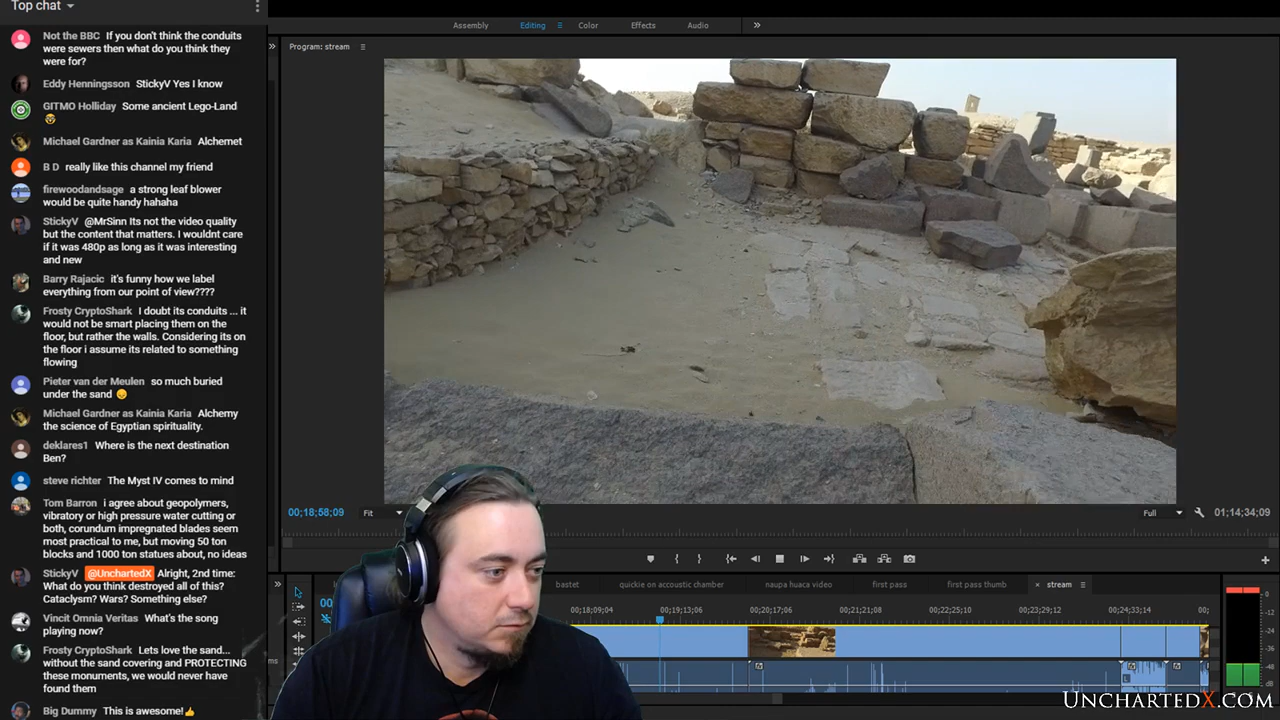 Top chat
Not the BBC If you don't think the conduits
were sewers then what do you think they
were for?
Eddy Henningsson StickyV Yes I know
GITMO Holliday Some ancient Lego-Land
Michael Gardner as Kainia Karia Alchemet
B D really like this channel my friend
firewoodandsage a strong leaf blower
would be quite handy hahaha
StickyV @MrSinn Its not the video quality
but the content that matters. I wouldnt care
if it was 480p as long as it was interesting
and new
Barry Rajacic it's funny how we label
everything from our point of view????
Frosty CryptoShark I doubt its conduits ... it
would not be smart placing them on the
floor, but rather the walls. Considering its on
the floor i assume its related to something
flowing
Pieter van der Meulen so much buried
under the sand
Michael Gardner as Kainia Karia Alchemy
the science of Egyptian spirituality.
deklares1 Where is the next destination
Ben?
steve richter The Myst IV comes to mind
Tom Barron i agree about geopolymers,
vibratory or high pressure water cutting or
both, corundum impregnated blades seem
most practical to me, but moving 50 ton
blocks and 1000 ton statues about, no ideas
StickyV @UnchartedX Alright, 2nd time:
What do you think destroyed all of this?
Cataclysm? Wars? Something else?
Vincit Omnia Veritas What's the song
playing now?
Frosty CryptoShark Lets love the sand...
without the sand covering and PROTECTING
these monuments, we would never have
found them
Big Dummy This is awesome!
Assembly Editing Color Effects Audio
Program: stream
00;18;58;09 Fit Full 01;14;34;09
bastet quickie on accoustic chamber naupa huaca video first pass first pass thumb × stream
00;18;09;04 00;19;13;06 00;20;17;06 00;21;21;08 00;22;25;10 00;23;29;12 00;24;33;14 00;
UnchartedX.com